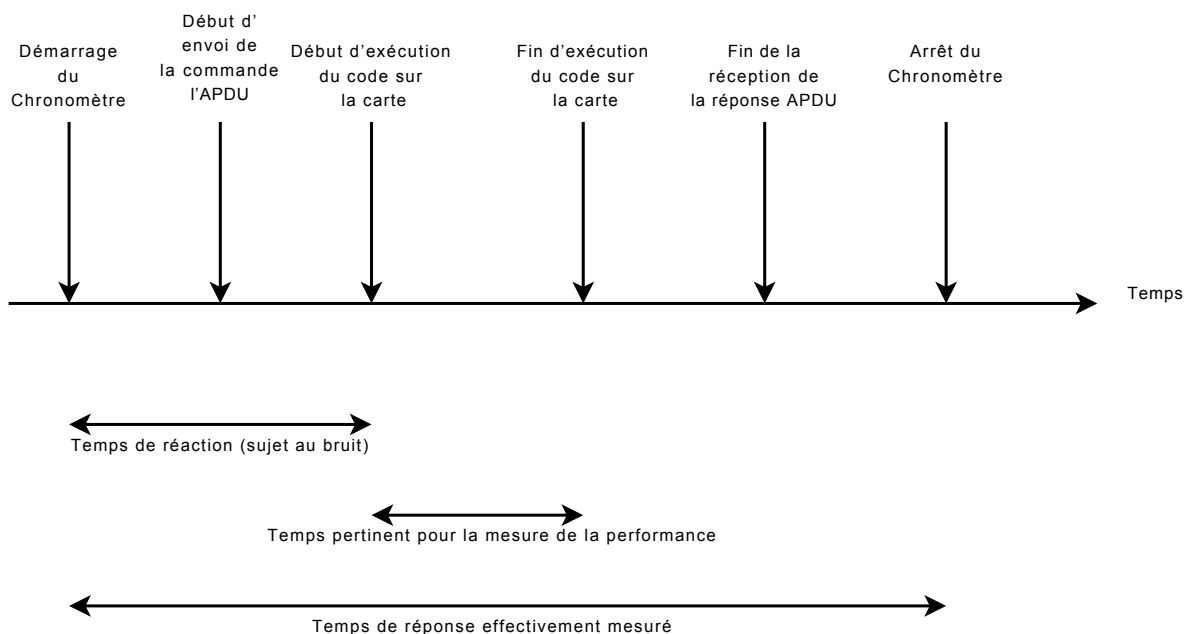 Démarrage
du
Chronomètre
Début d'
envoi de
la commande
l'APDU
Début d'exécution
du code sur
la carte
Fin d'exécution
du code sur
la carte
Fin de la
réception de
la réponse APDU
Arrêt du
Chronomètre
Temps
Temps de réaction (sujet au bruit)
Temps pertinent pour la mesure de la performance
Temps de réponse effectivement mesuré